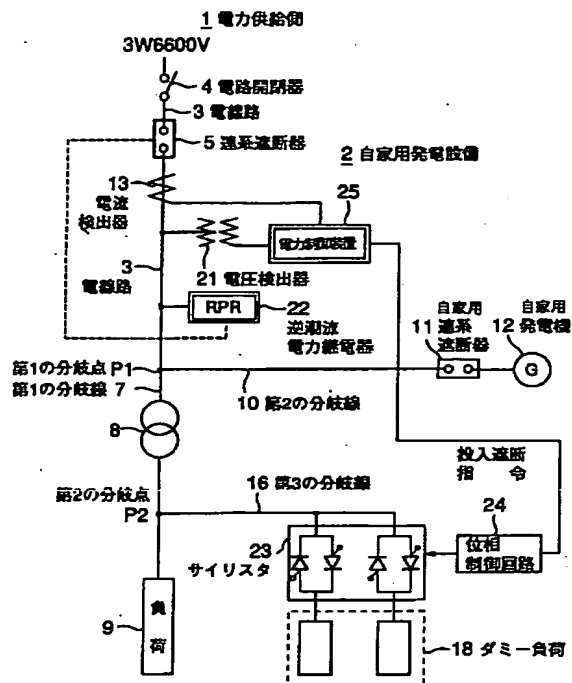 1 電力供給側
3W6600V
4 電路開閉器
3 電線路
5 連系遮断器
2 自家用発電設備
13
電流
検出器
25
電力制御装置
3
電線路
21 電圧検出器
RPR
22
逆潮流
電力継電器
自家用
11 連系
遮断器
自家用
12 発電機
G
第1の分岐点 P1
第1の分岐線 7
10 第2の分岐線
8
投入遮断
指令
第2の分岐点
P2
16 第3の分岐線
24
位相
制御回路
23
サイリスタ
負
荷
9
18 ダミー負荷